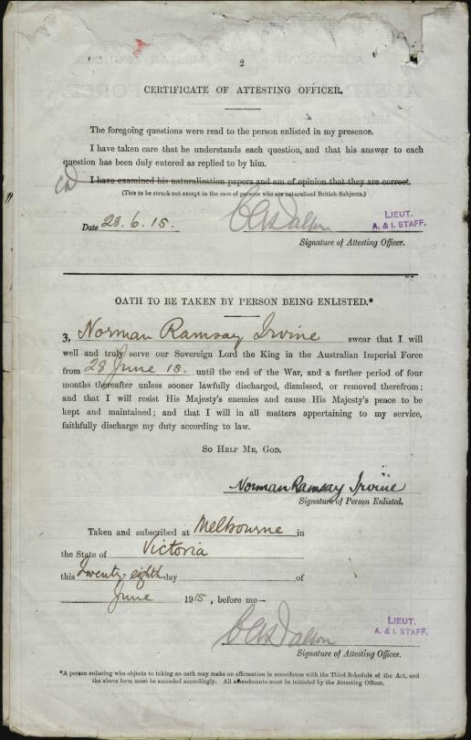 2
CERTIFICATE OF ATTESTING OFFICER.
The foregoing questions were read to the person enlisted in my presence.
I have taken care that he understands each question, and that his answer to each
question has been duly entered as replied to by him.
I have examined his naturalization papers and am of opinion that they are correct.
(This to be struck out except in the case of persons who are naturalized British Subjects.)
Date 28.6.15. LIEUT.
A. & I. STAFF.
Signature of Attesting Officer.
OATH TO BE TAKEN BY PERSON BEING ENLISTED.*
3, Norman Ramsay Irvine swear that I will
well and truly serve our Sovereign Lord the King in the Australian Imperial Force
from 28 June 15. until the end of the War, and a further period of four
months thereafter unless sooner lawfully discharged, dismissed, or removed therefrom;
and that I will resist His Majesty's enemies and cause His Majesty's peace to be
kept and maintained; and that I will in all matters appertaining to my service,
faithfully discharge my duty according to law.
SO HELP ME, GOD.
Norman Ramsay Irvine
Signature of Person Enlisted.
Taken and subscribed at Melbourne in
the State of Victoria
this Twenty-eighth day of
June 1915, before me—
LIEUT.
A. & I. STAFF.
Signature of Attesting Officer.
*A person enlisting who objects to taking an oath may make an affirmation in accordance with the Third Schedule of the Act, and
the above form must be amended accordingly. All amendments must be initialed by the Attesting Officer.